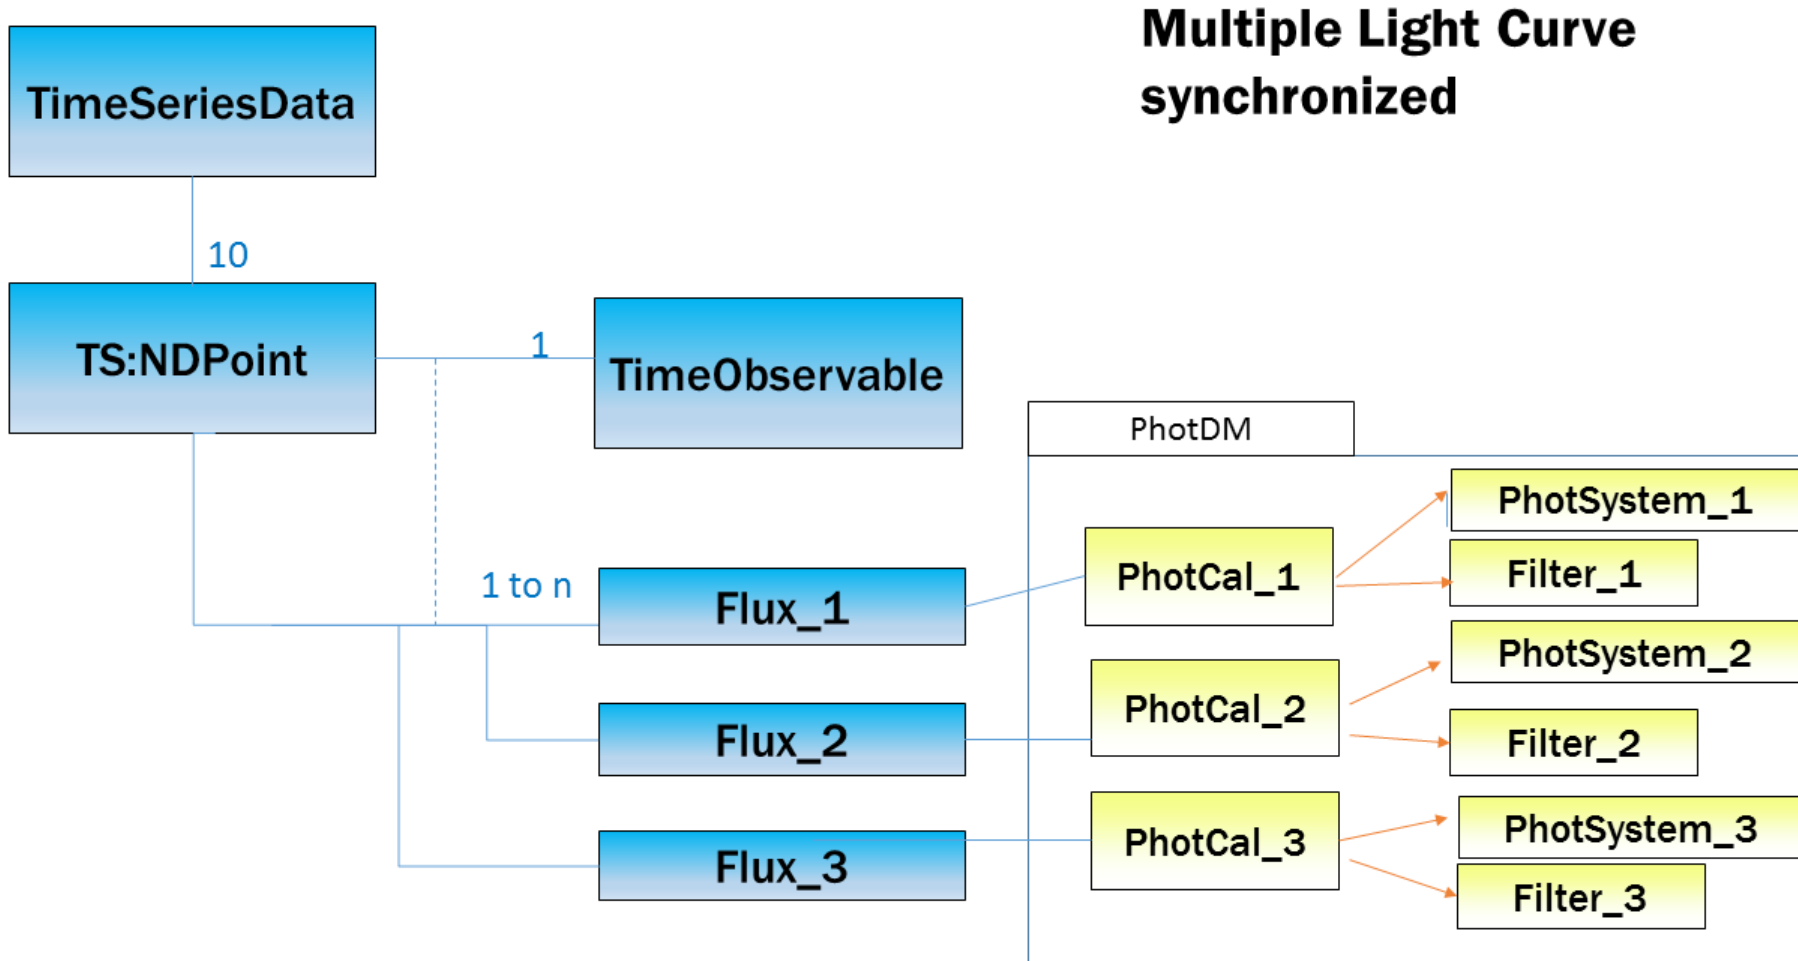 Multiple Light Curve
synchronized
TimeSeriesData
10
TS:NDPoint
1
TimeObservable
PhotDM
1 to n
Flux_1
Flux_2
Flux_3
PhotCal_1
PhotCal_2
PhotCal_3
PhotSystem_1
Filter_1
PhotSystem_2
Filter_2
PhotSystem_3
Filter_3